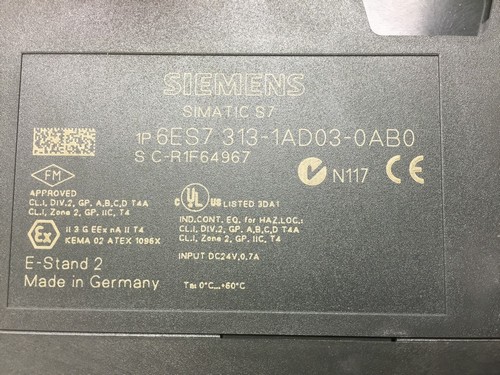 SIEMENS
SIMATIC S7
1P 6ES7 313-1AD03-0AB0
S C-R1F64967
FM
APPROVED
CL.I, DIV.2, GP. A,B,C,D T4A
CL.I, Zone 2, GP. IIC, T4
C UL US LISTED 3DA1
IND.CONT. EQ. for HAZ.LOC.:
CL.I, DIV.2, GP. A,B,C,D T4A
CL.I, Zone 2, GP. IIC, T4
N117
Ex II 3 G EEx nA II T4
KEMA 02 ATEX 1096X
INPUT DC24V, 0,7A
E-Stand 2
Made in Germany
Ta: 0°C...+60°C